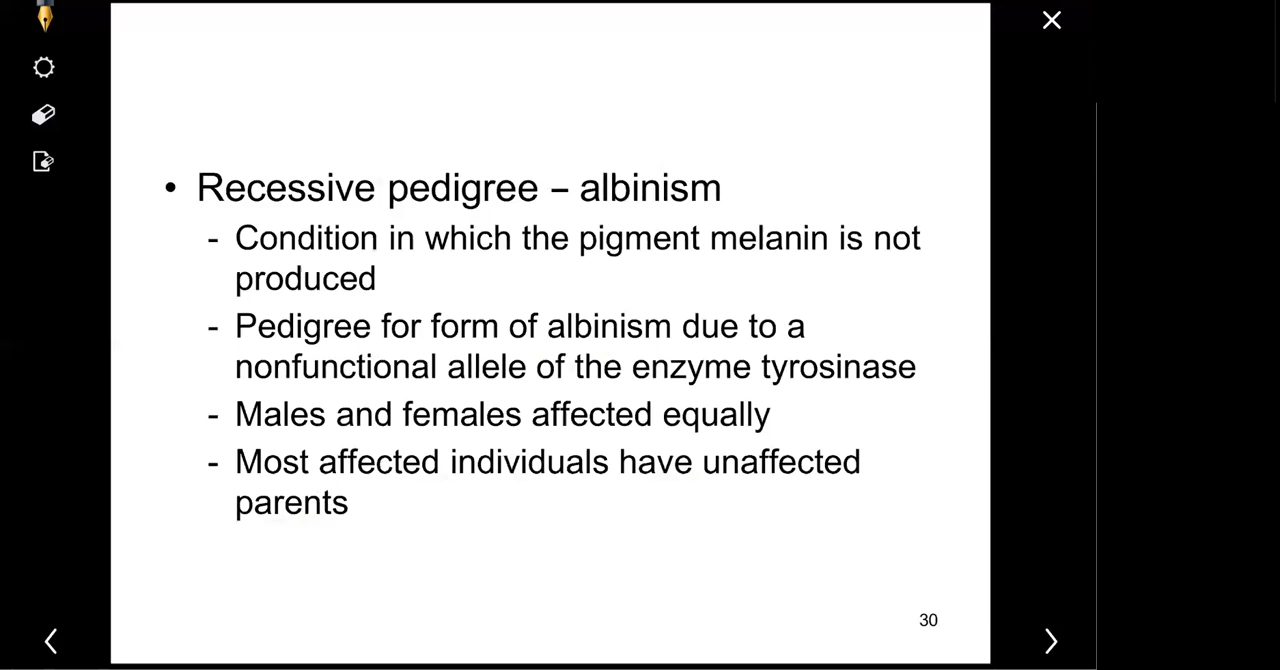 • Recessive pedigree – albinism
- Condition in which the pigment melanin is not
produced
- Pedigree for form of albinism due to a
nonfunctional allele of the enzyme tyrosinase
- Males and females affected equally
- Most affected individuals have unaffected
parents
30